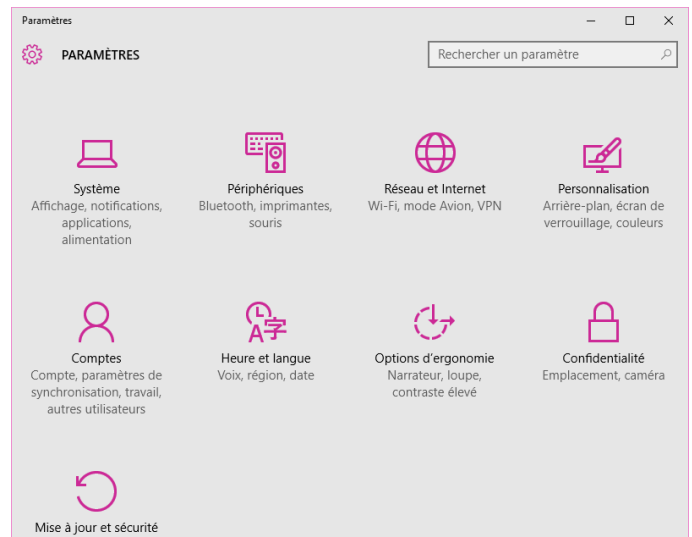 Paramètres
PARAMÈTRES
Rechercher un paramètre
Système
Affichage, notifications,
applications,
alimentation
Périphériques
Bluetooth, imprimantes,
souris
Réseau et Internet
Wi-Fi, mode Avion, VPN
Personnalisation
Arrière-plan, écran de
verrouillage, couleurs
Comptes
Compte, paramètres de
synchronisation, travail,
autres utilisateurs
A字
Heure et langue
Voix, région, date
Options d'ergonomie
Narrateur, loupe,
contraste élevé
Confidentialité
Emplacement, caméra
Mise à jour et sécurité